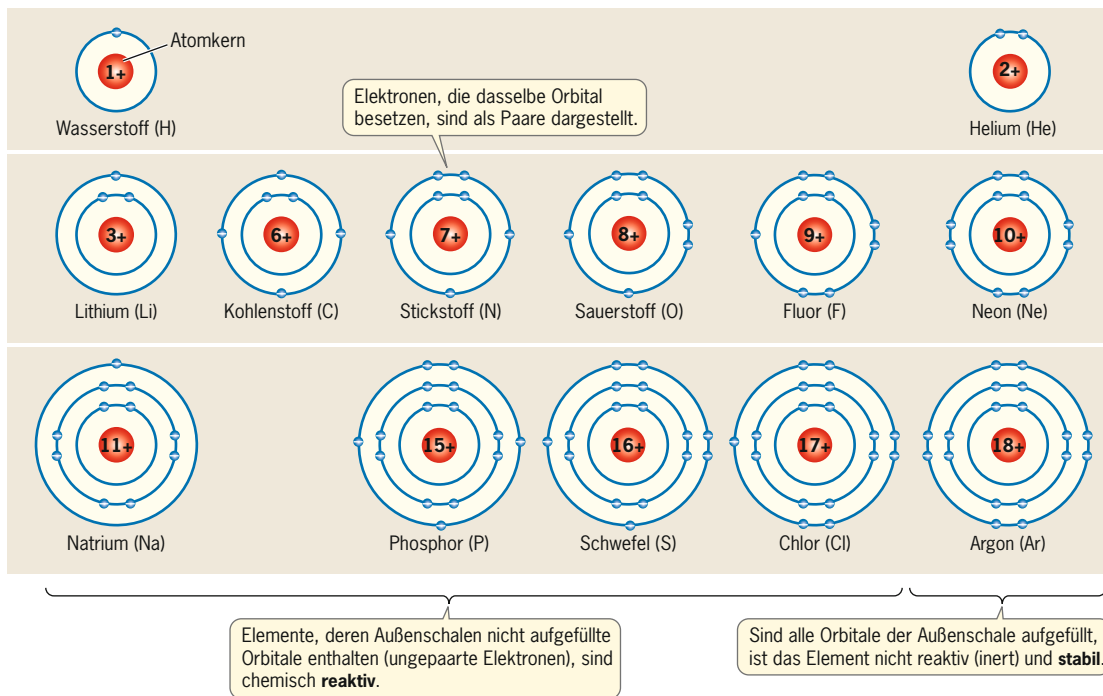 Atomkern
1+
2+
Elektronen, die dasselbe Orbital
besetzen, sind als Paare dargestellt.
Wasserstoff (H)
Helium (He)
3+
6+
7+
8+
9+
10+
Lithium (Li)
Kohlenstoff (C)
Stickstoff (N)
Sauerstoff (O)
Fluor (F)
Neon (Ne)
11+
15+
16+
17+
18+
Natrium (Na)
Phosphor (P)
Schwefel (S)
Chlor (Cl)
Argon (Ar)
Elemente, deren Außenschalen nicht aufgefüllte
Orbitale enthalten (ungepaarte Elektronen), sind
chemisch reaktiv.
Sind alle Orbitale der Außenschale aufgefüllt,
ist das Element nicht reaktiv (inert) und stabil.